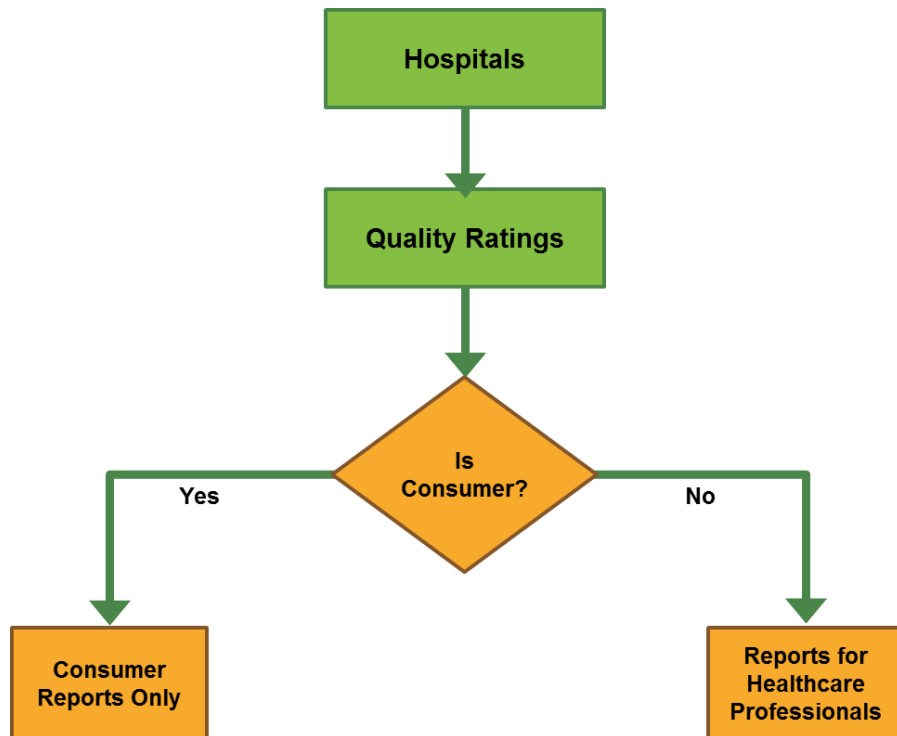 Hospitals
Quality Ratings
Is
Consumer?
Yes
No
Consumer
Reports Only
Reports for
Healthcare
Professionals